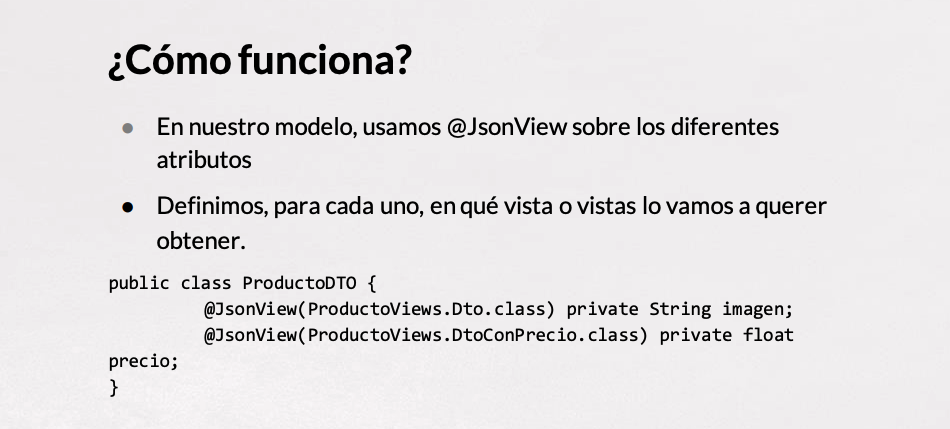 ¿Cómo funciona?
● En nuestro modelo, usamos @JsonView sobre los diferentes
atributos
● Definimos, para cada uno, en qué vista o vistas lo vamos a querer
obtener.
public class ProductoDTO {
@JsonView(ProductoViews.Dto.class) private String imagen;
@JsonView(ProductoViews.DtoConPrecio.class) private float
precio;
}